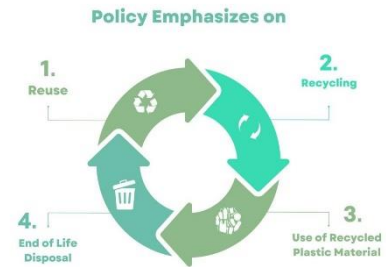 Policy Emphasizes on
1.
Reuse
2.
Recycling
3.
Use of Recycled
Plastic Material
4.
End of Life
Disposal